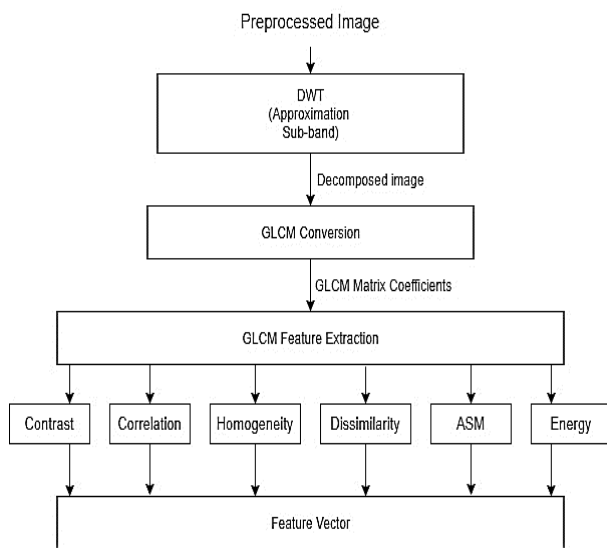 Preprocessed Image
DWT
(Approximation
Sub-band)
Decomposed image
GLCM Conversion
GLCM Matrix Coefficients
GLCM Feature Extraction
Contrast
Correlation
Homogeneity
Dissimilarity
ASM
Energy
Feature Vector